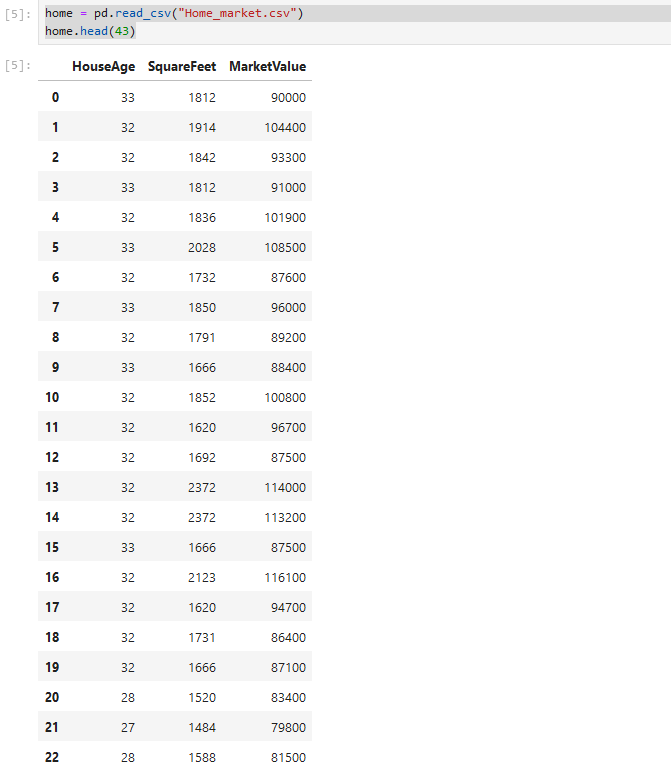 [5]: home = pd.read_csv("Home_market.csv")
home.head(43)
[5]: HouseAge SquareFeet MarketValue
0 33 1812 90000
1 32 1914 104400
2 32 1842 93300
3 33 1812 91000
4 32 1836 101900
5 33 2028 108500
6 32 1732 87600
7 33 1850 96000
8 32 1791 89200
9 33 1666 88400
10 32 1852 100800
11 32 1620 96700
12 32 1692 87500
13 32 2372 114000
14 32 2372 113200
15 33 1666 87500
16 32 2123 116100
17 32 1620 94700
18 32 1731 86400
19 32 1666 87100
20 28 1520 83400
21 27 1484 79800
22 28 1588 81500